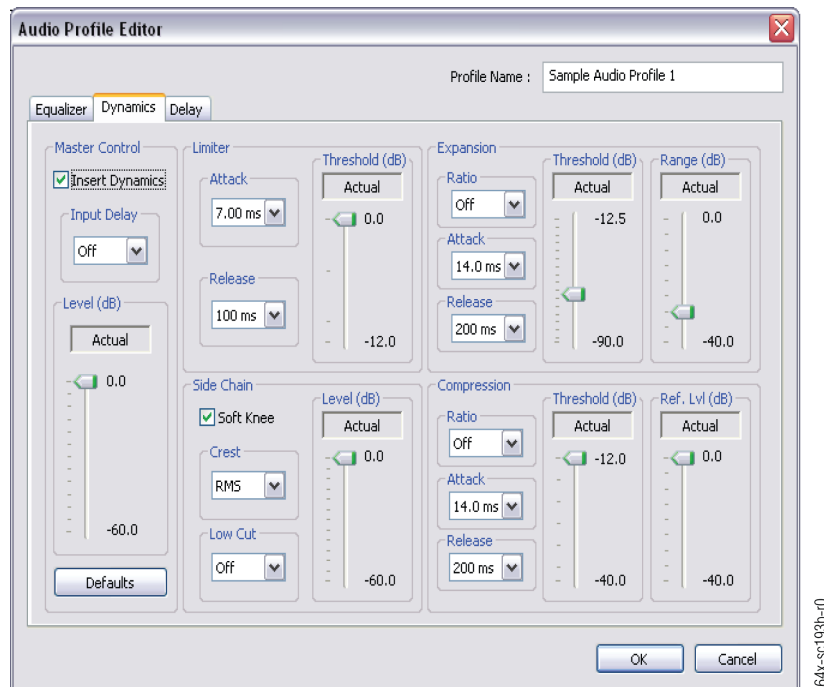 Audio Profile Editor
Profile Name :
Sample Audio Profile 1
Equalizer
Dynamics
Delay
Master Control
Insert Dynamics
Input Delay
Off
Level (dB)
Actual
0.0
-60.0
Defaults
Limiter
Attack
7.00 ms
Release
100 ms
Threshold (dB)
Actual
0.0
-12.0
Expansion
Ratio
Off
Attack
14.0 ms
Release
200 ms
Threshold (dB)
Actual
-12.5
-90.0
Range (dB)
Actual
0.0
-40.0
Side Chain
Soft Knee
Crest
RMS
Low Cut
Off
Level (dB)
Actual
0.0
-60.0
Compression
Ratio
Off
Attack
14.0 ms
Release
200 ms
Threshold (dB)
Actual
-12.0
-40.0
Ref. Lvl (dB)
Actual
0.0
-40.0
OK
Cancel